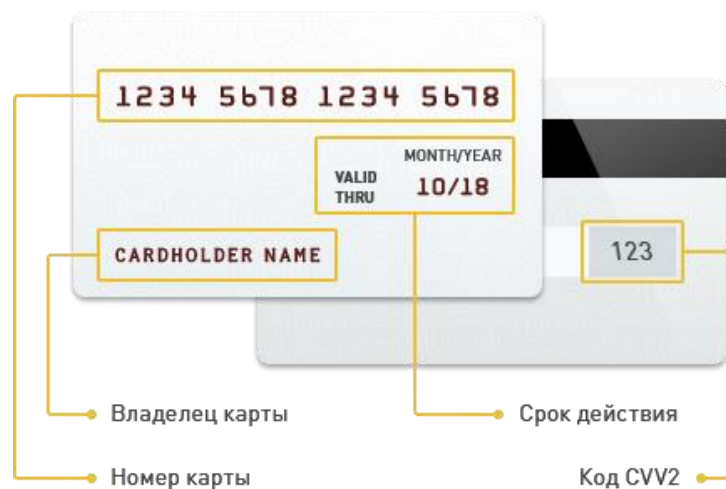 1234 5678 1234 5678
MONTH/YEAR
VALID
THRU
10/18
CARDHOLDER NAME
123
Владелец карты
Срок действия
Номер карты
Код CVV2